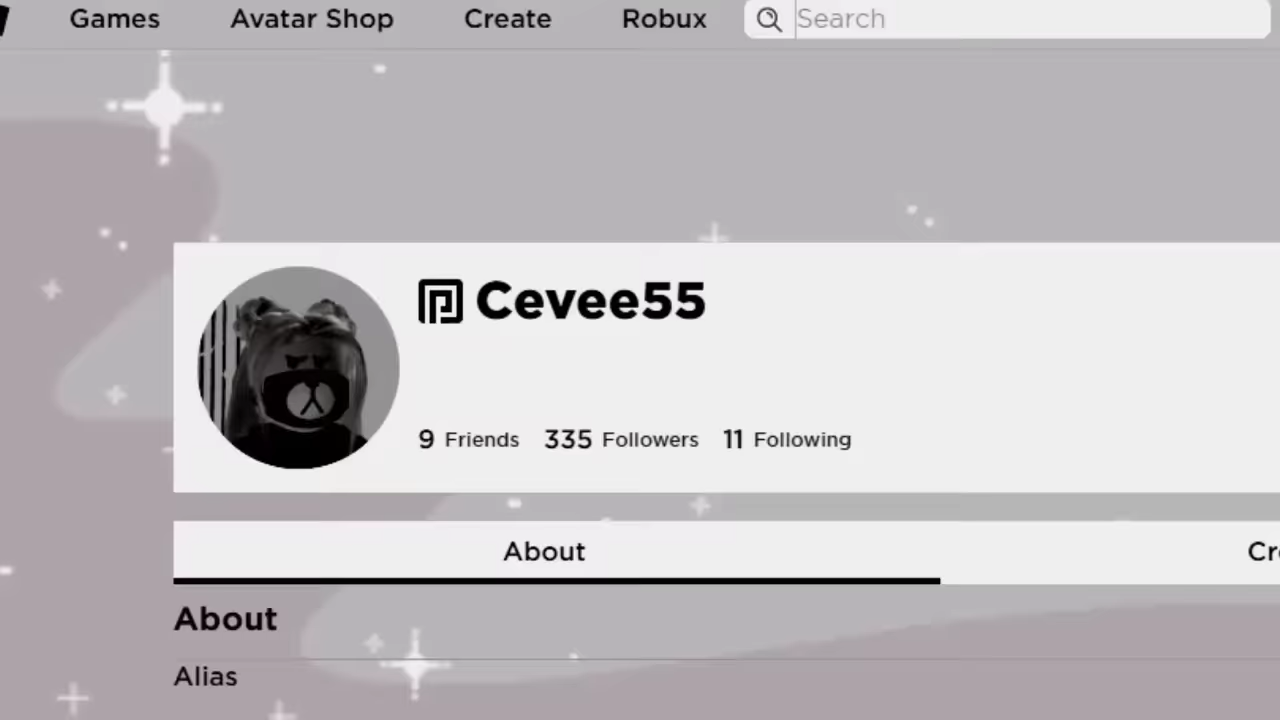 Games Avatar Shop Create Robux Search
Cevee55
9 Friends 335 Followers 11 Following
About
About
Alias